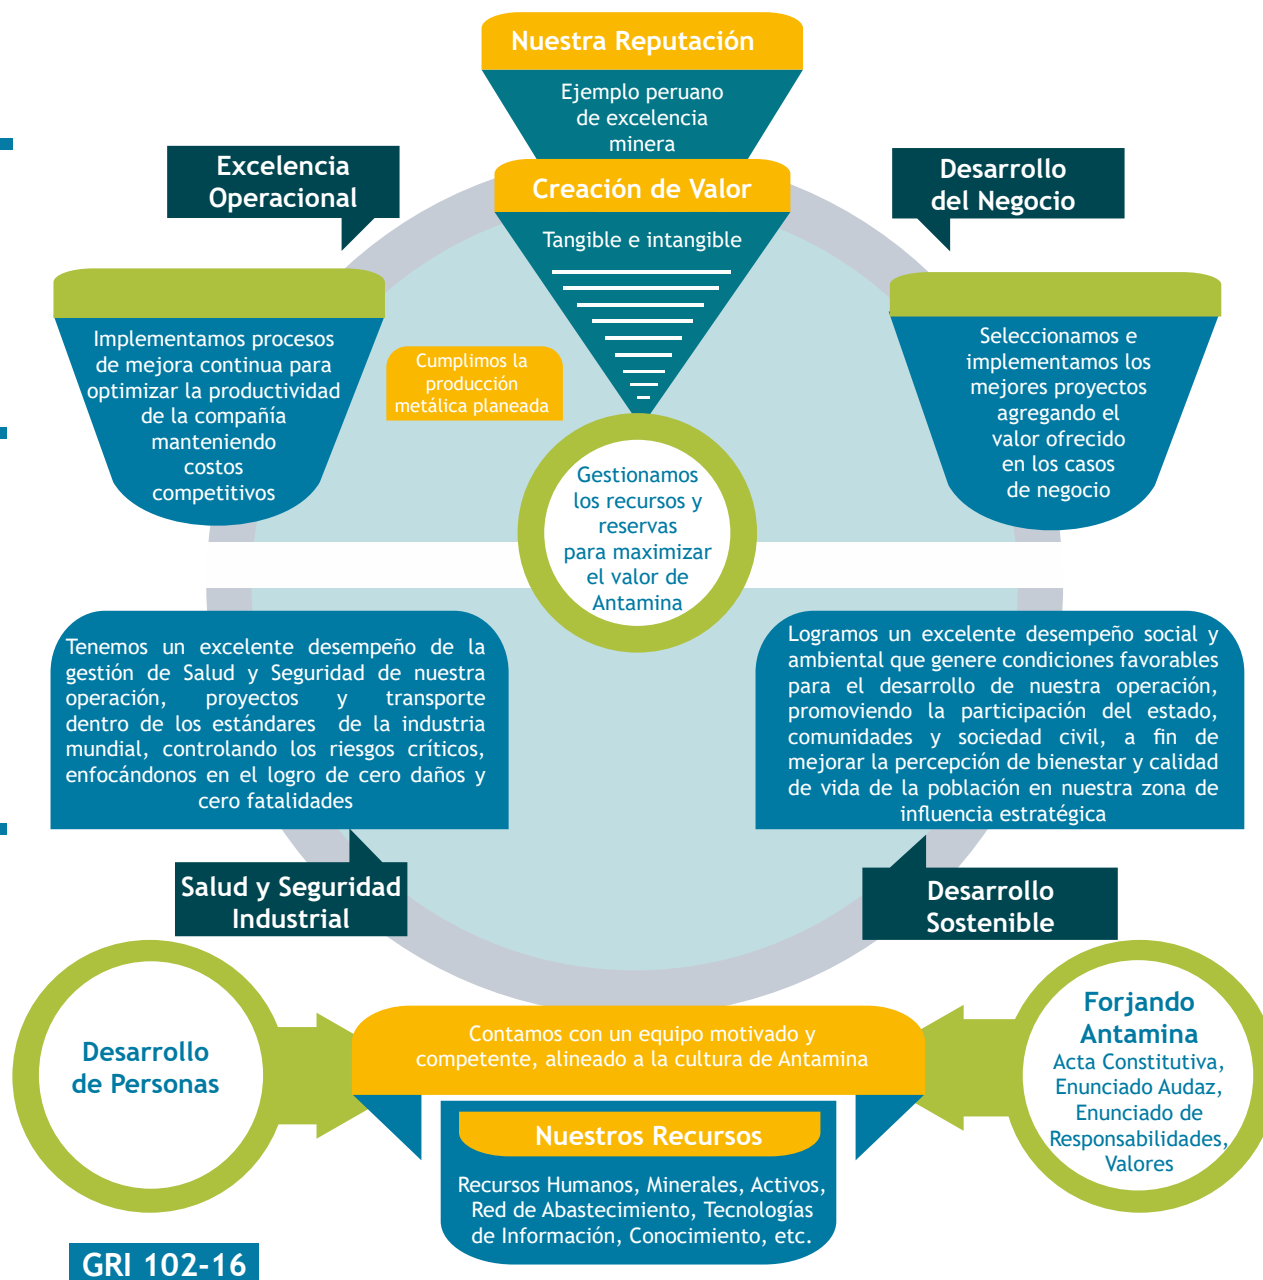 Nuestra Reputación
Ejemplo peruano
de excelencia
minera
Excelencia
Operacional
Creación de Valor
Tangible e intangible
Desarrollo
del Negocio
Implementamos procesos
de mejora continua para
optimizar la productividad
de la compañía
manteniendo
costos
competitivos
Cumplimos la
producción
metálica planeada
Seleccionamos e
implementamos los
mejores proyectos
agregando el
valor ofrecido
en los casos
de negocio
Gestionamos
los recursos y
reservas
para maximizar
el valor de
Antamina
Tenemos un excelente desempeño de la
gestión de Salud y Seguridad de nuestra
operación, proyectos y transporte
dentro de los estándares de la industria
mundial, controlando los riesgos críticos,
enfocándonos en el logro de cero daños y
cero fatalidades
Logramos un excelente desempeño social y
ambiental que genere condiciones favorables
para el desarrollo de nuestra operación,
promoviendo la participación del estado,
comunidades y sociedad civil, a fin de
mejorar la percepción de bienestar y calidad
de vida de la población en nuestra zona de
influencia estratégica
Salud y Seguridad
Industrial
Desarrollo
Sostenible
Desarrollo
de Personas
Contamos con un equipo motivado y
competente, alineado a la cultura de Antamina
Forjando
Antamina
Acta Constitutiva,
Enunciado Audaz,
Enunciado de
Responsabilidades,
Valores
Nuestros Recursos
Recursos Humanos, Minerales, Activos,
Red de Abastecimiento, Tecnologías
de Información, Conocimiento, etc.
GRI 102-16